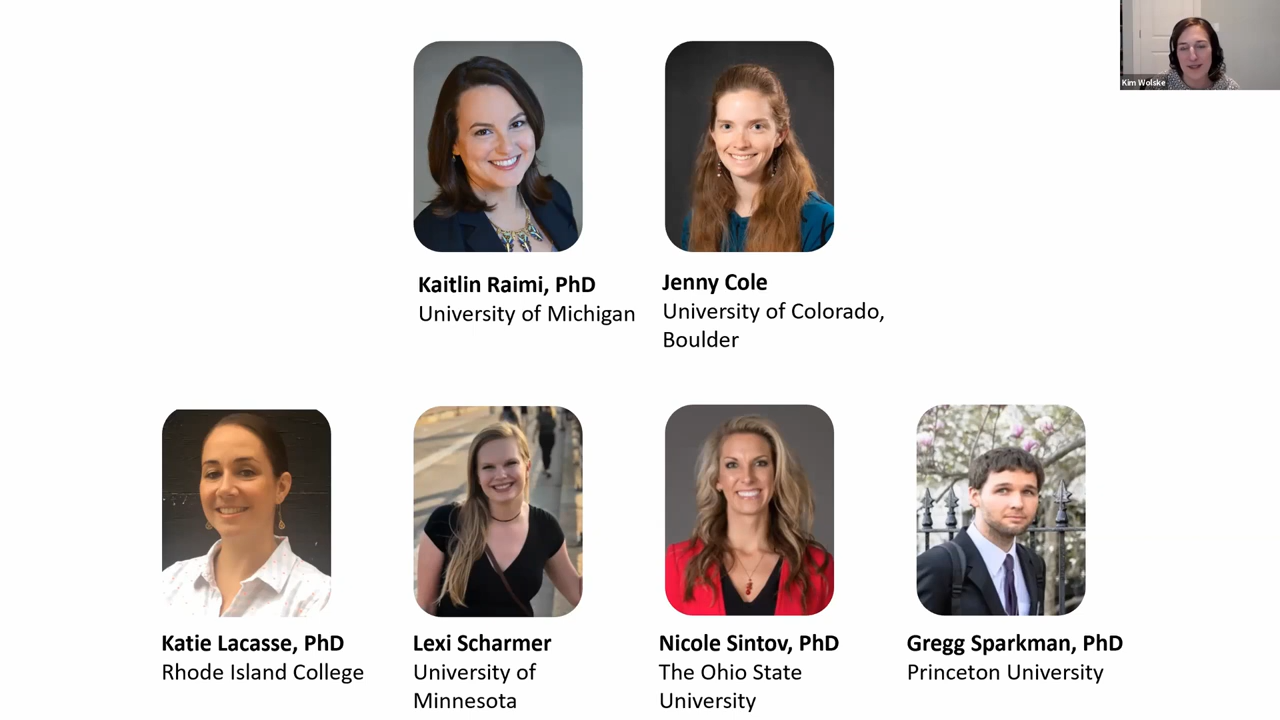 Kim Wolske
Kaitlin Raimi, PhD
University of Michigan
Jenny Cole
University of Colorado,
Boulder
Katie Lacasse, PhD
Rhode Island College
Lexi Scharmer
University of
Minnesota
Nicole Sintov, PhD
The Ohio State
University
Gregg Sparkman, PhD
Princeton University